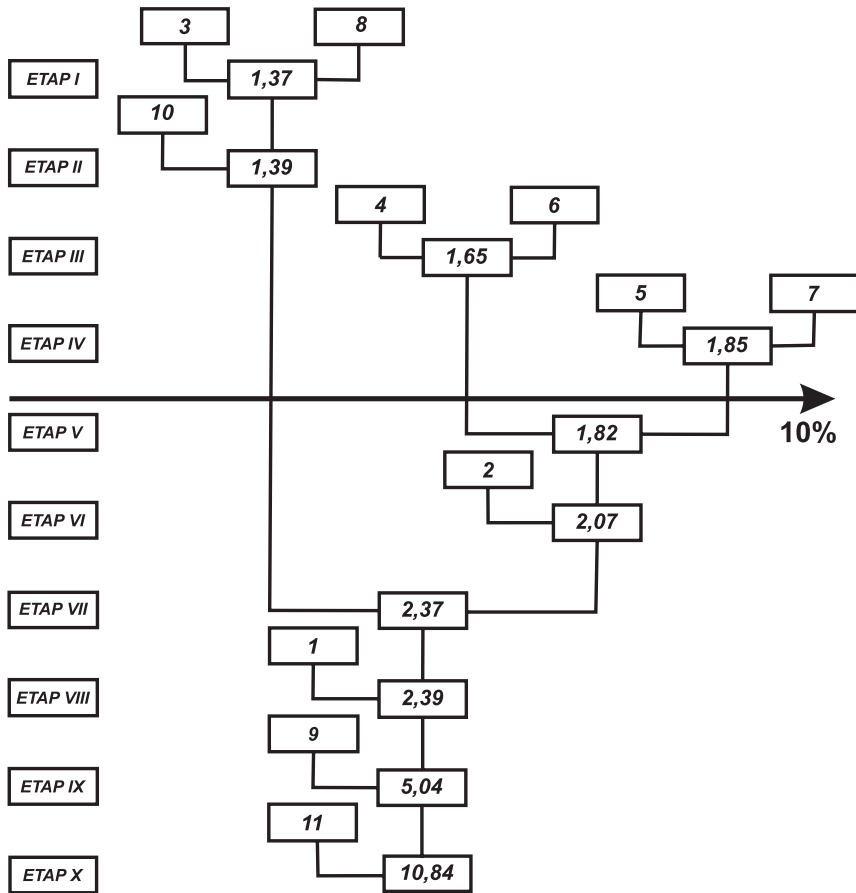 3
8
ETAP I
1,37
10
ETAP II
1,39
4
6
ETAP III
1,65
5
7
ETAP IV
1,85
ETAP V
1,82
10%
2
ETAP VI
2,07
ETAP VII
2,37
1
ETAP VIII
2,39
9
ETAP IX
5,04
11
ETAP X
10,84